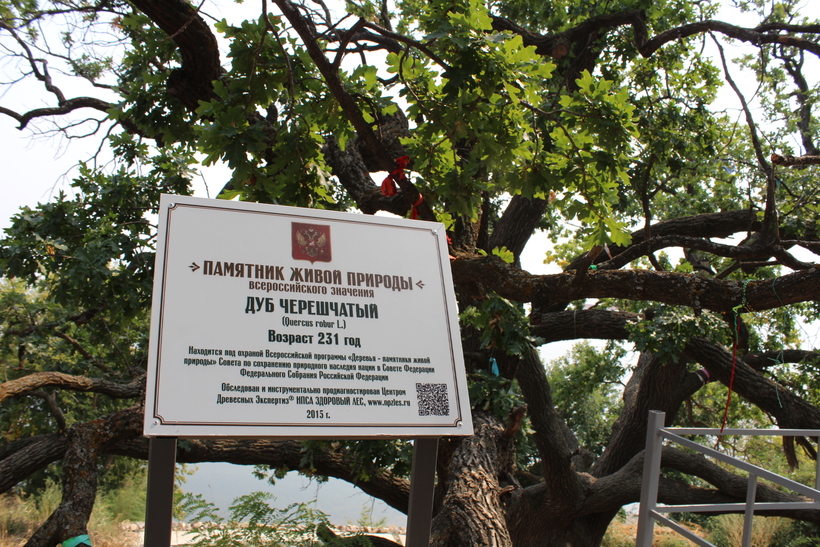 ПАМЯТНИК ЖИВОЙ ПРИРОДЫ
ВСЕРОССИЙСКОГО ЗНАЧЕНИЯ
ДУБ ЧЕРЕШЧАТЫЙ
(Quercus robur L.)
Возраст 231 год
Находится под охраной Всероссийской программы «Деревья - памятники живой
природы» Совета по сохранению природного наследия нации в Совете Федерации
Федерального Собрания Российской Федерации
Обследован и инструментально продиагностирован Центром
Древесных Экспертиз® НПСА ЗДОРОВЫЙ ЛЕС, www.npzles.ru
2015 г.